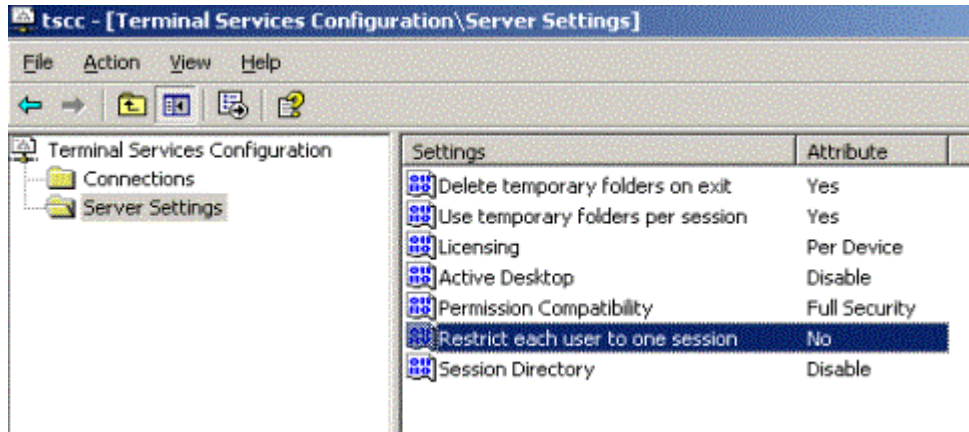 tscc - [Terminal Services Configuration\Server Settings]
File Action View Help
Terminal Services Configuration
Connections
Server Settings
Settings Attribute
Delete temporary folders on exit Yes
Use temporary folders per session Yes
Licensing Per Device
Active Desktop Disable
Permission Compatibility Full Security
Restrict each user to one session No
Session Directory Disable